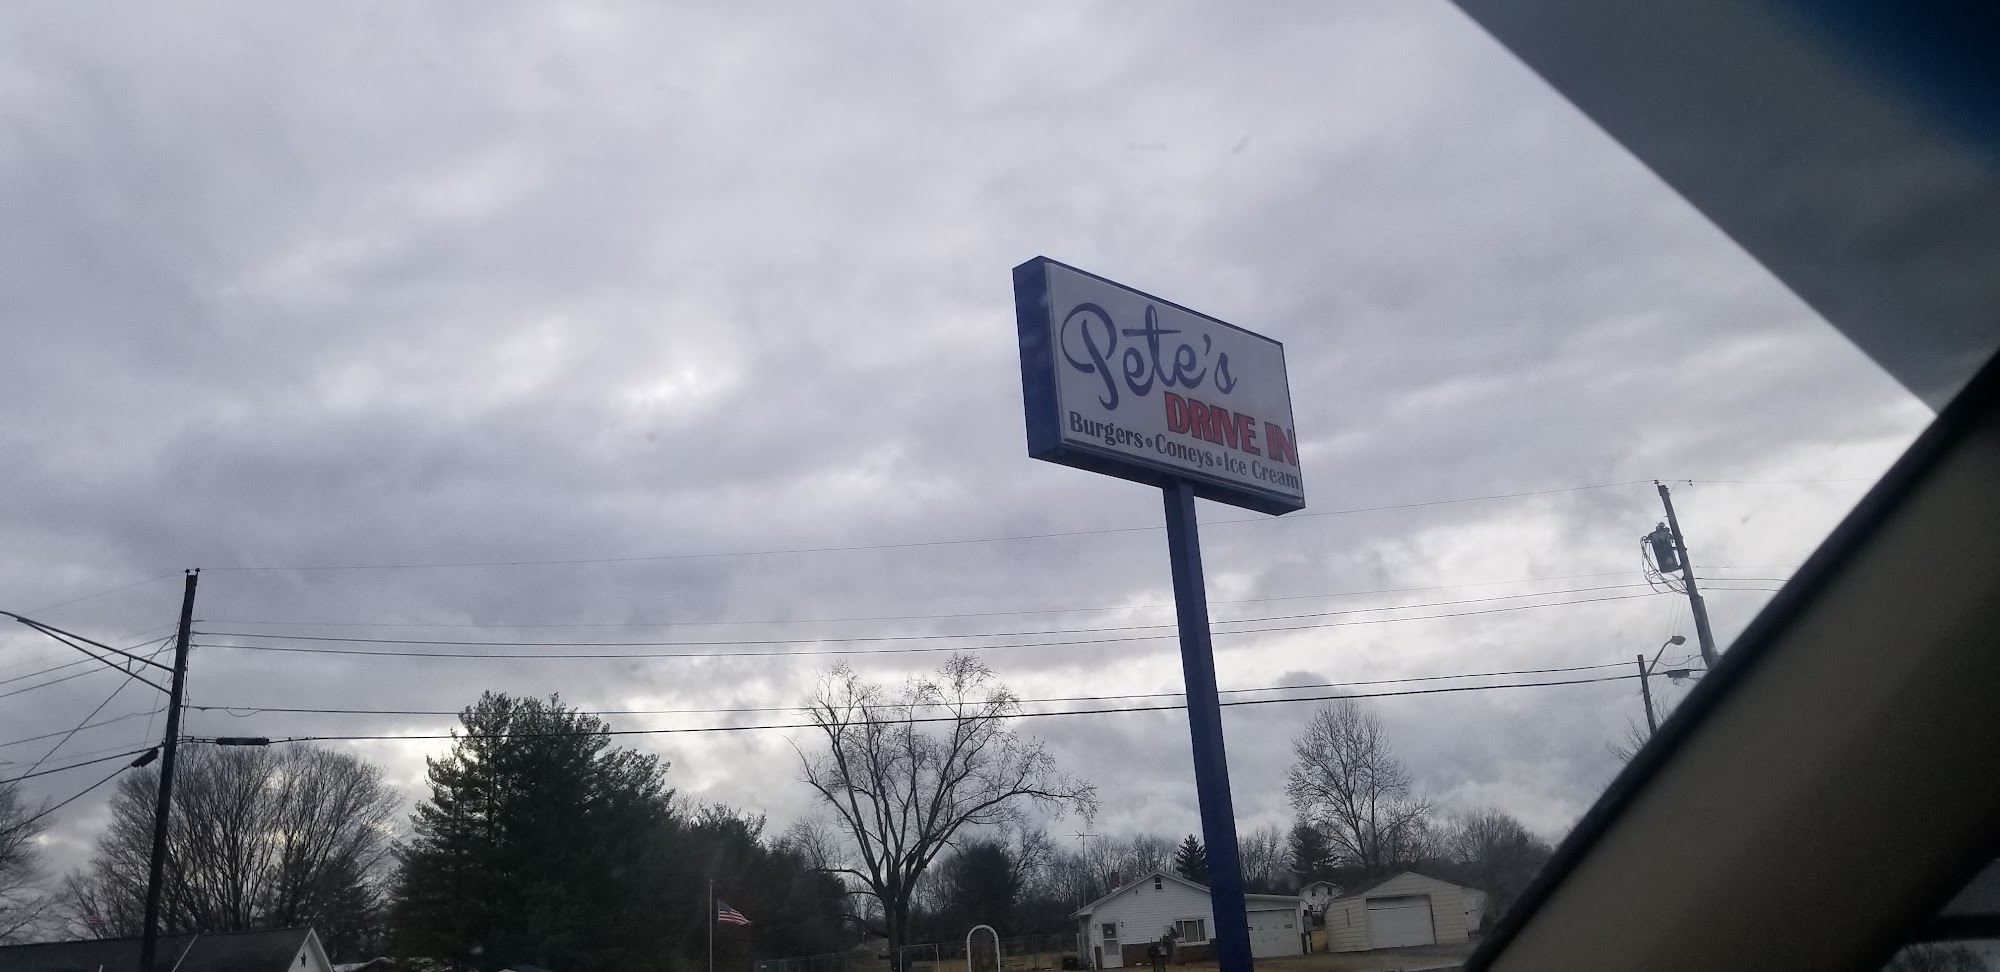 Pete's
DRIVE IN
Burgers • Coneys • Ice Cream